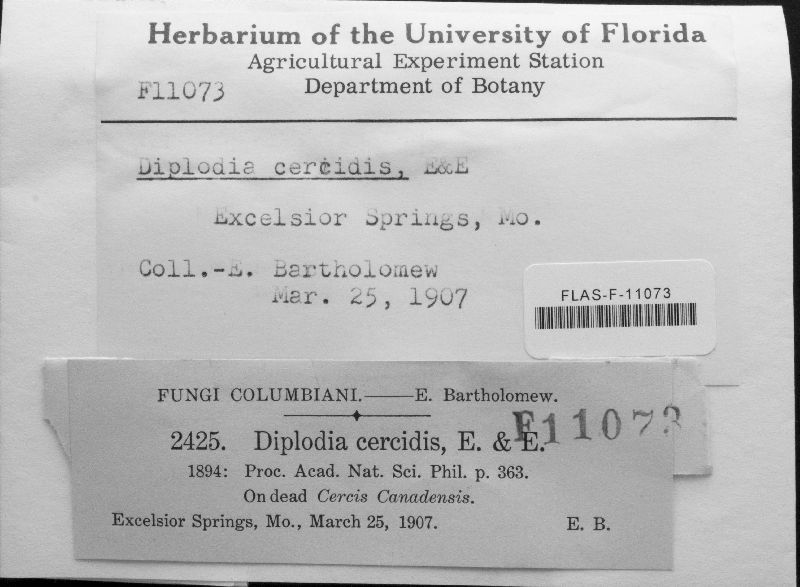 Herbarium of the University of Florida
Agricultural Experiment Station
F11073
Department of Botany
Diplodia cercidis, E&E
Excelsior Springs, Mo.
Coll.-E. Bartholomew
Mar. 25, 1907
FLAS-F-11073
FUNGI COLUMBIANI.——E. Bartholomew.
F11073
2425. Diplodia cercidis, E. & E.
1894: Proc. Acad. Nat. Sci. Phil. p. 363.
On dead Cercis Canadensis.
Excelsior Springs, Mo., March 25, 1907. E. B.